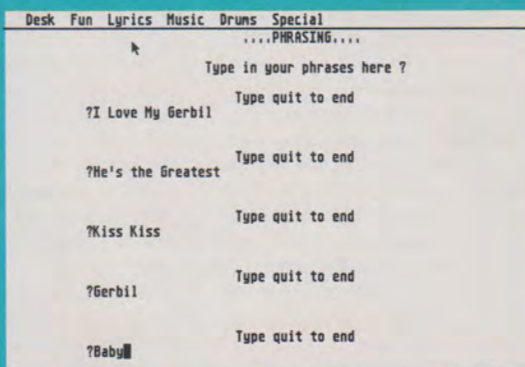 Desk Fun Lyrics Music Drums Special
....PHRASING....
Type in your phrases here ?
Type quit to end
?I Love My Gerbil
Type quit to end
?He's the Greatest
Type quit to end
?Kiss Kiss
Type quit to end
?Gerbil
Type quit to end
?Baby